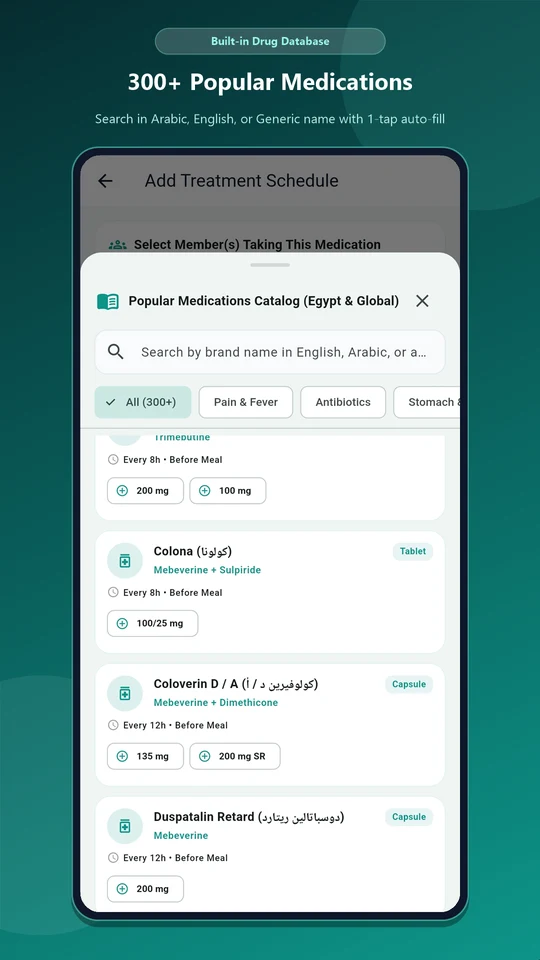 Built-in Drug Database
300+ Popular Medications
Search in Arabic, English, or Generic name with 1-tap auto-fill
Add Treatment Schedule
Select Member(s) Taking This Medication
Popular Medications Catalog (Egypt & Global)
Search by brand name in English, Arabic, or a...
All (300+)
Pain & Fever
Antibiotics
Stomach &
Trimebutine
Every 8h • Before Meal
200 mg
100 mg
Colona (كولونا)
Tablet
Mebeverine + Sulpiride
Every 8h • Before Meal
100/25 mg
Coloverin D / A (كولوفيرين د / أ)
Capsule
Mebeverine + Dimethicone
Every 12h • Before Meal
135 mg
200 mg SR
Duspatalin Retard (دوسباتالين ريتارد)
Capsule
Mebeverine
Every 12h • Before Meal
200 mg